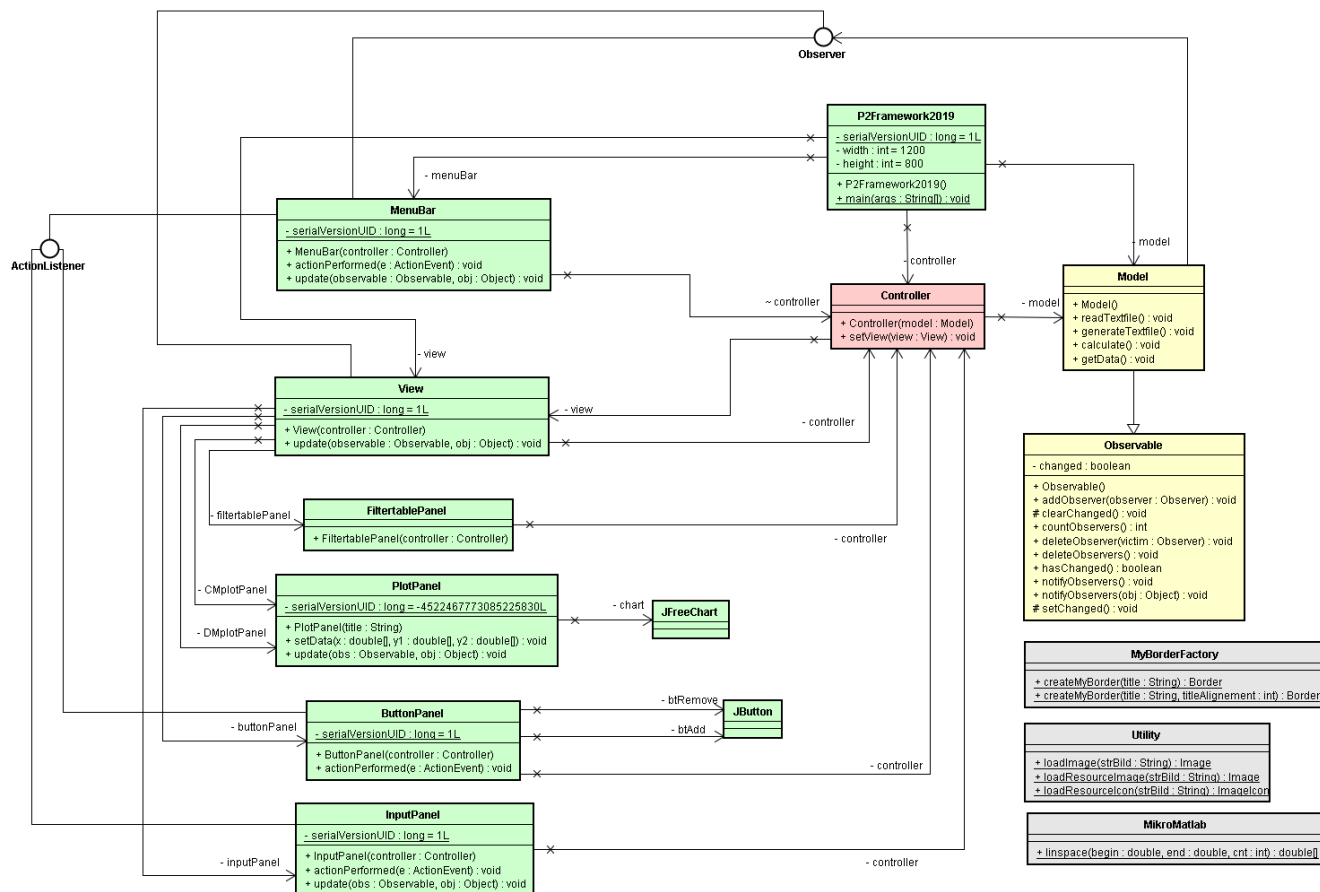 Observer
P2Framework2019
- serialVersionUID : long = 1L
- width : int = 1200
- height : int = 800
+ P2Framework2019()
+ main(args : String[]) : void
- menuBar
MenuBar
- serialVersionUID : long = 1L
+ MenuBar(controller : Controller)
+ actionPerformed(e : ActionEvent) : void
+ update(observable : Observable, obj : Object) : void
ActionListener
- model
- controller
Controller
+ Controller(model : Model)
+ setView(view : View) : void
~ controller
- model
Model
+ Model()
+ readTextfile() : void
+ generateTextfile() : void
+ calculate() : void
+ getData() : void
- view
View
- serialVersionUID : long = 1L
+ View(controller : Controller)
+ update(observable : Observable, obj : Object) : void
- view
- controller
Observable
- changed : boolean
+ Observable()
+ addObserver(observer : Observer) : void
# clearChanged() : void
+ countObservers() : int
+ deleteObserver(victim : Observer) : void
+ deleteObservers() : void
+ hasChanged() : boolean
+ notifyObservers() : void
+ notifyObservers(obj : Object) : void
# setChanged() : void
- filtertablePanel
FiltertablePanel
+ FiltertablePanel(controller : Controller)
- controller
- CMplotPanel
- DMplotPanel
PlotPanel
- serialVersionUID : long = -4522467773085225830L
+ PlotPanel(title : String)
+ setData(x : double[], y1 : double[], y2 : double[]) : void
+ update(obs : Observable, obj : Object) : void
- chart
JFreeChart
MyBorderFactory
+ createMyBorder(title : String) : Border
+ createMyBorder(title : String, titleAlignement : int) : Border
- buttonPanel
ButtonPanel
- serialVersionUID : long = 1L
+ ButtonPanel(controller : Controller)
+ actionPerformed(e : ActionEvent) : void
- btRemove
- btAdd
JButton
- controller
Utility
+ loadImage(strBild : String) : Image
+ loadResourceImage(strBild : String) : Image
+ loadResourceIcon(strBild : String) : ImageIcon
- inputPanel
InputPanel
- serialVersionUID : long = 1L
+ InputPanel(controller : Controller)
+ actionPerformed(e : ActionEvent) : void
+ update(obs : Observable, obj : Object) : void
- controller
MikroMatlab
+ linspace(begin : double, end : double, cnt : int) : double[]